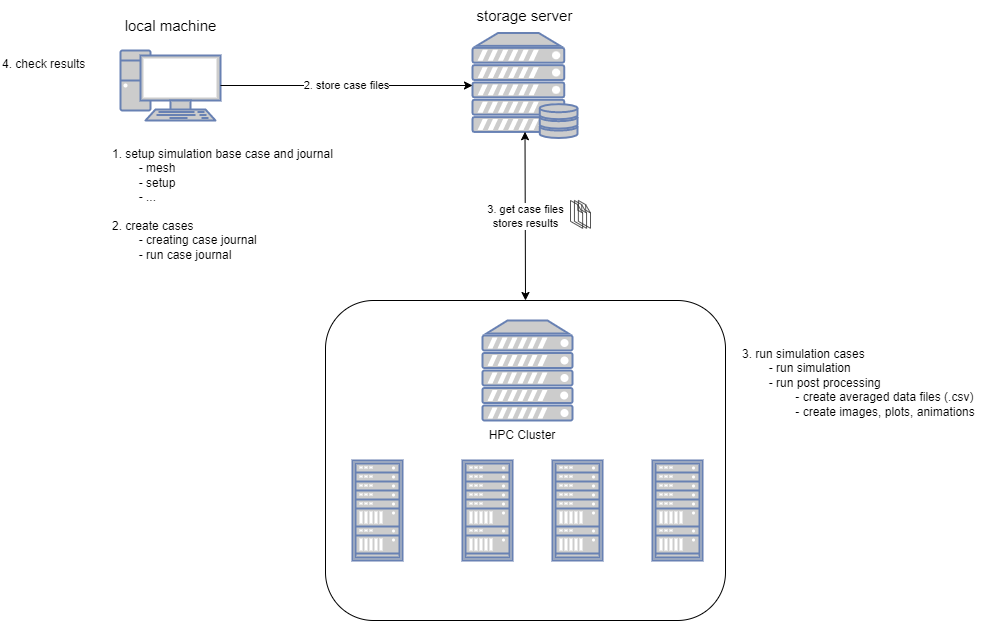 storage server
local machine
4. check results
2. store case files
1. setup simulation base case and journal
- mesh
- setup
- ...
2. create cases
- creating case journal
- run case journal
3. get case files
stores results
HPC Cluster
3. run simulation cases
- run simulation
- run post processing
- create averaged data files (.csv)
- create images, plots, animations